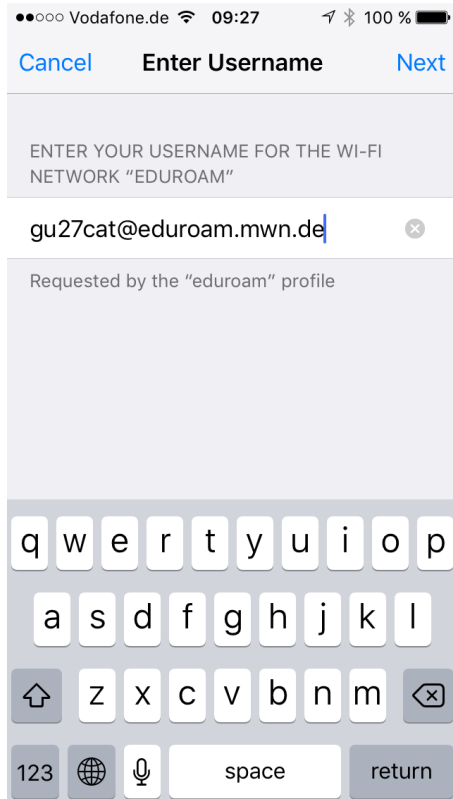 Vodafone.de 09:27 100 %
Cancel Enter Username Next
ENTER YOUR USERNAME FOR THE WI-FI
NETWORK “EDUROAM”
gu27cat@eduroam.mwn.de
Requested by the “eduroam” profile
q w e r t y u i o p
a s d f g h j k l
z x c v b n m
123 space return